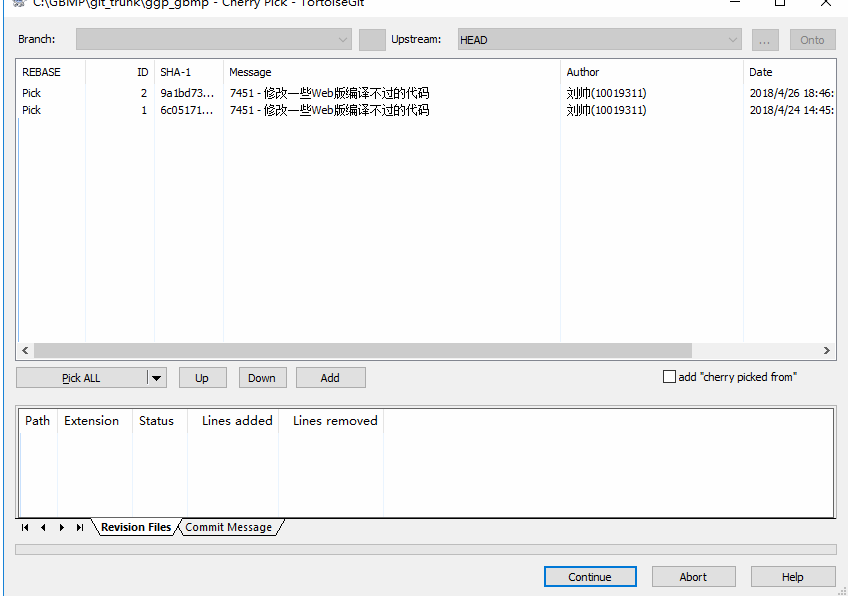 C:\GBMP\git_trunk\ggp_gbmp - Cherry Pick - TortoiseGit
Branch: Upstream: HEAD ... Onto
REBASE ID SHA-1 Message Author Date
Pick 2 9a1bd73... 7451 - 修改一些Web版编译不过的代码 刘帅(10019311) 2018/4/26 18:46:
Pick 1 6c05171... 7451 - 修改一些Web版编译不过的代码 刘帅(10019311) 2018/4/24 14:45:
Pick ALL Up Down Add add "cherry picked from"
Path Extension Status Lines added Lines removed
Revision Files Commit Message
Continue Abort Help